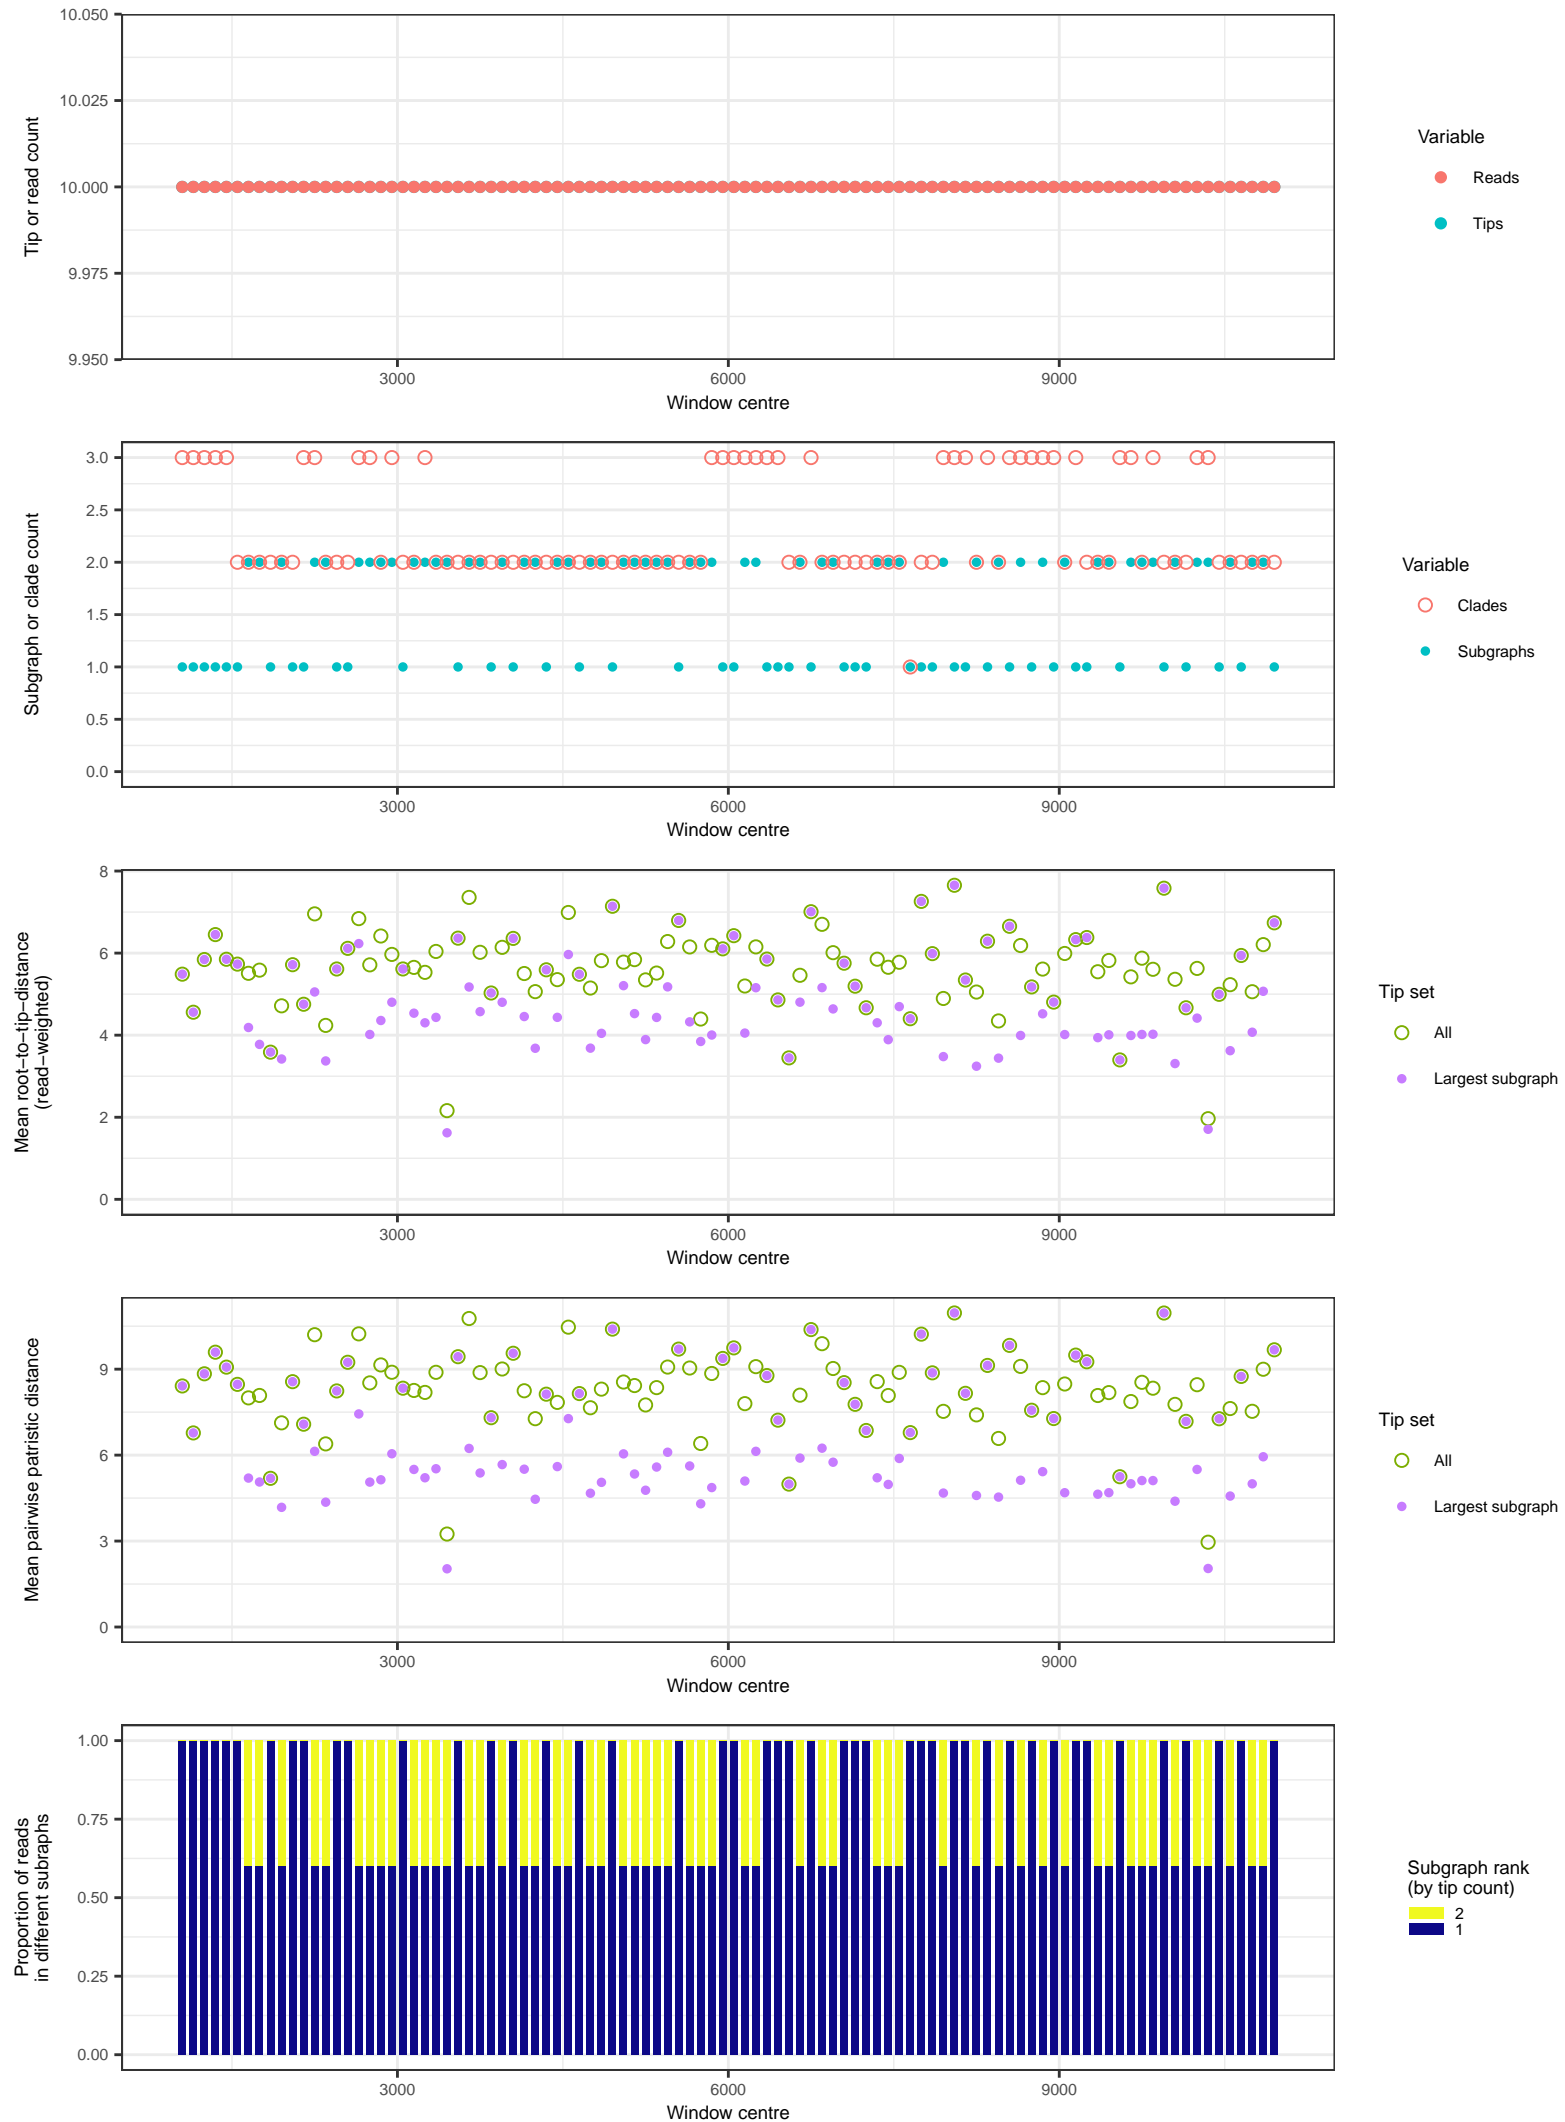 10.050
10.025
10.000
9.975
9.950
Tip or read count
3000 6000 9000
Window centre
Variable
Reads
Tips
3.0
2.5
2.0
1.5
1.0
0.5
0.0
Subgraph or clade count
3000 6000 9000
Window centre
Variable
Clades
Subgraphs
8
6
4
2
0
Mean root−to−tip−distance
(read−weighted)
3000 6000 9000
Window centre
Tip set
All
Largest subgraph
9
6
3
0
Mean pairwise patristic distance
3000 6000 9000
Window centre
Tip set
All
Largest subgraph
1.00
0.75
0.50
0.25
0.00
Proportion of reads
in different subraphs
3000 6000 9000
Window centre
Subgraph rank
(by tip count)
2
1